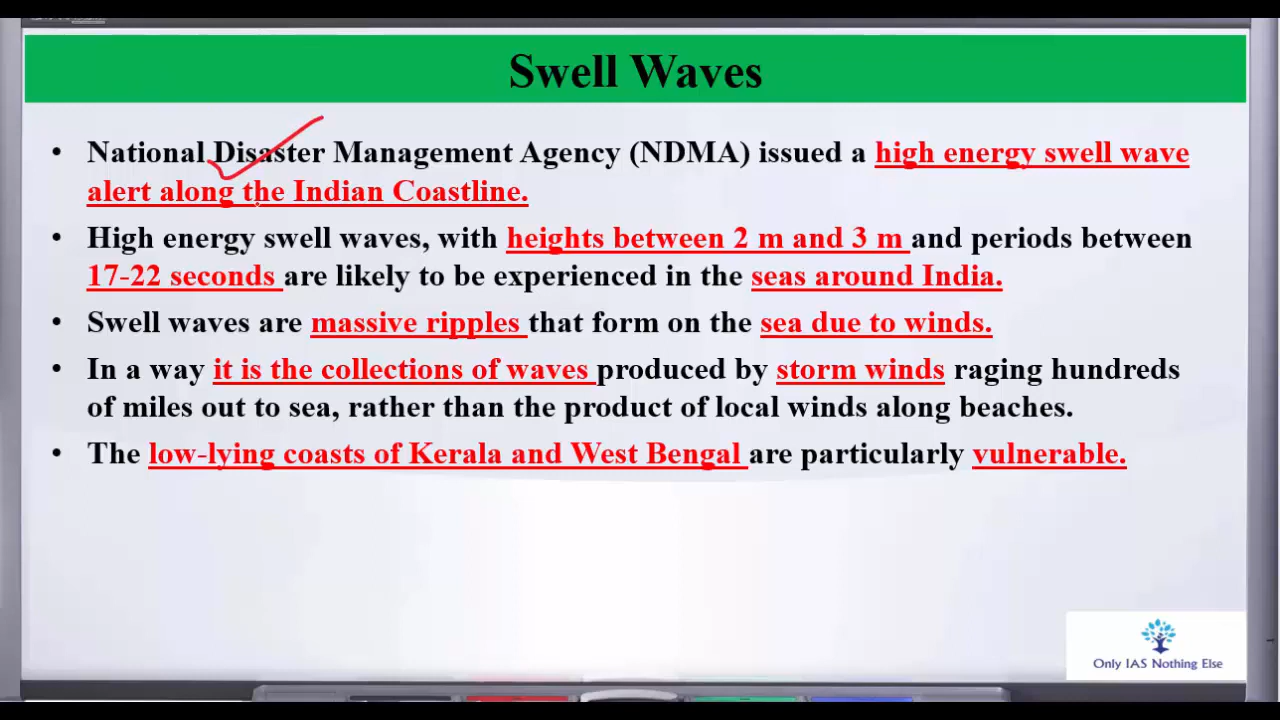 Swell Waves
• National Disaster Management Agency (NDMA) issued a high energy swell wave
alert along the Indian Coastline.
• High energy swell waves, with heights between 2 m and 3 m and periods between
17-22 seconds are likely to be experienced in the seas around India.
• Swell waves are massive ripples that form on the sea due to winds.
• In a way it is the collections of waves produced by storm winds raging hundreds
of miles out to sea, rather than the product of local winds along beaches.
• The low-lying coasts of Kerala and West Bengal are particularly vulnerable.
Only IAS Nothing Else